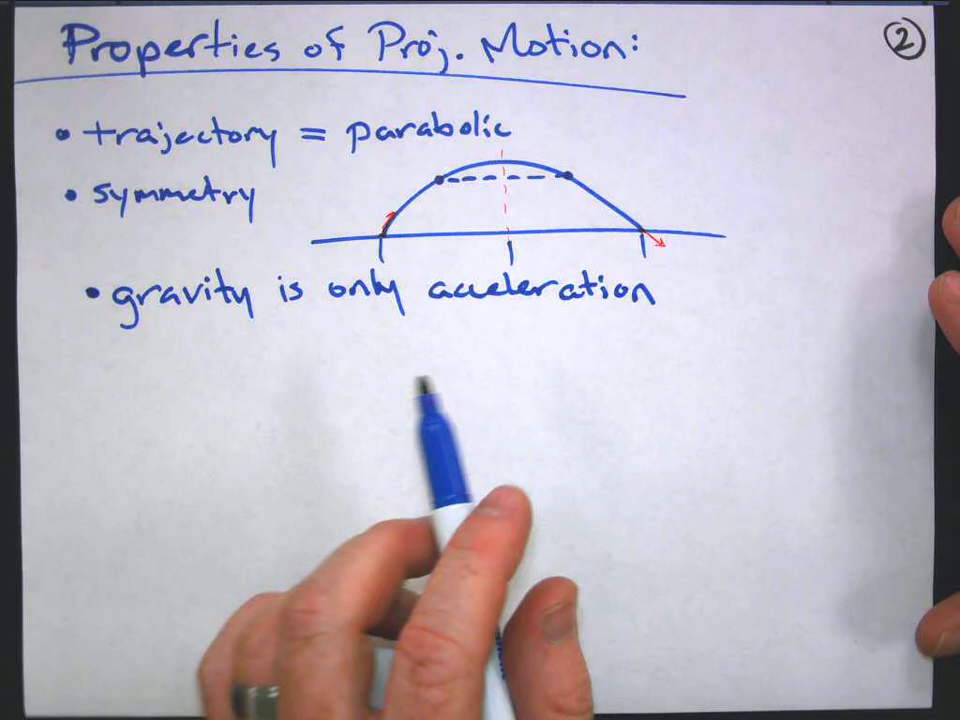 Properties of Proj. Motion:
2
• trajectory = parabolic
• symmetry
• gravity is only acceleration